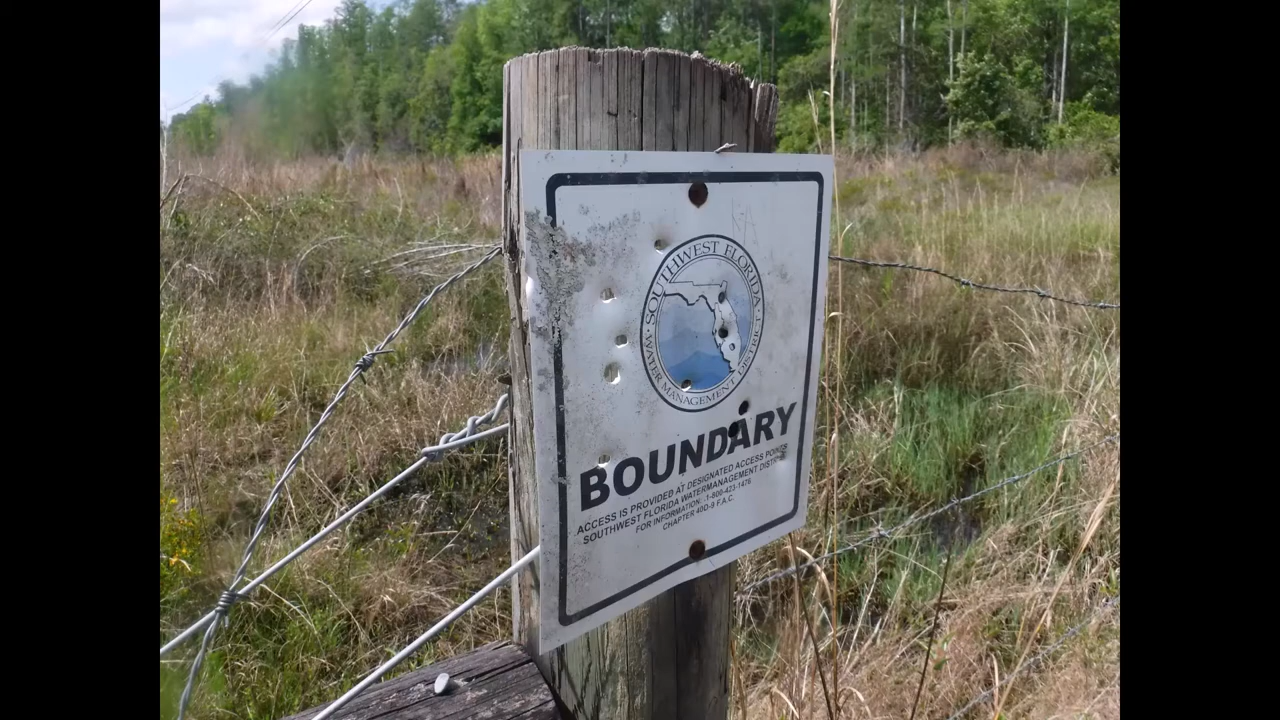 SOUTHWEST FLORIDA
WATER MANAGEMENT DISTRICT
BOUNDARY
ACCESS IS PROVIDED AT DESIGNATED ACCESS POINTS
SOUTHWEST FLORIDA WATERMANAGEMENT DISTRICT
FOR INFORMATION: -1-800-423-1476
CHAPTER 40D-9 F.A.C.